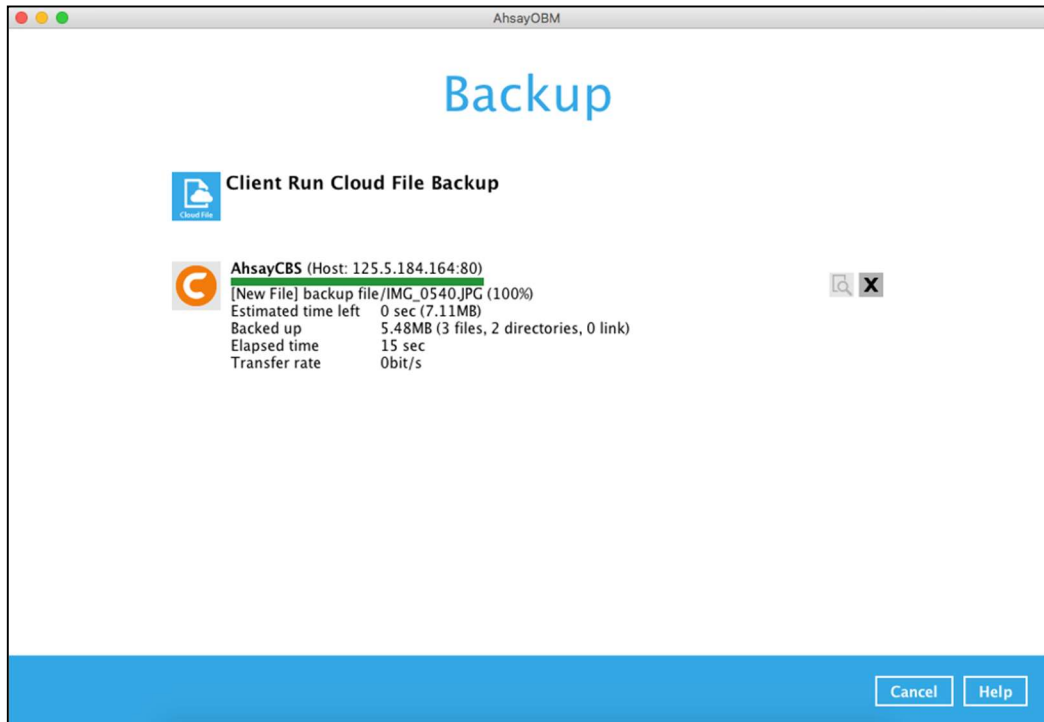 AhsayOBM
Backup
Cloud File
Client Run Cloud File Backup
AhsayCBS (Host: 125.5.184.164:80)
[New File] backup file/IMG_0540.JPG (100%)
Estimated time left 0 sec (7.11MB)
Backed up 5.48MB (3 files, 2 directories, 0 link)
Elapsed time 15 sec
Transfer rate 0bit/s
X
Cancel Help